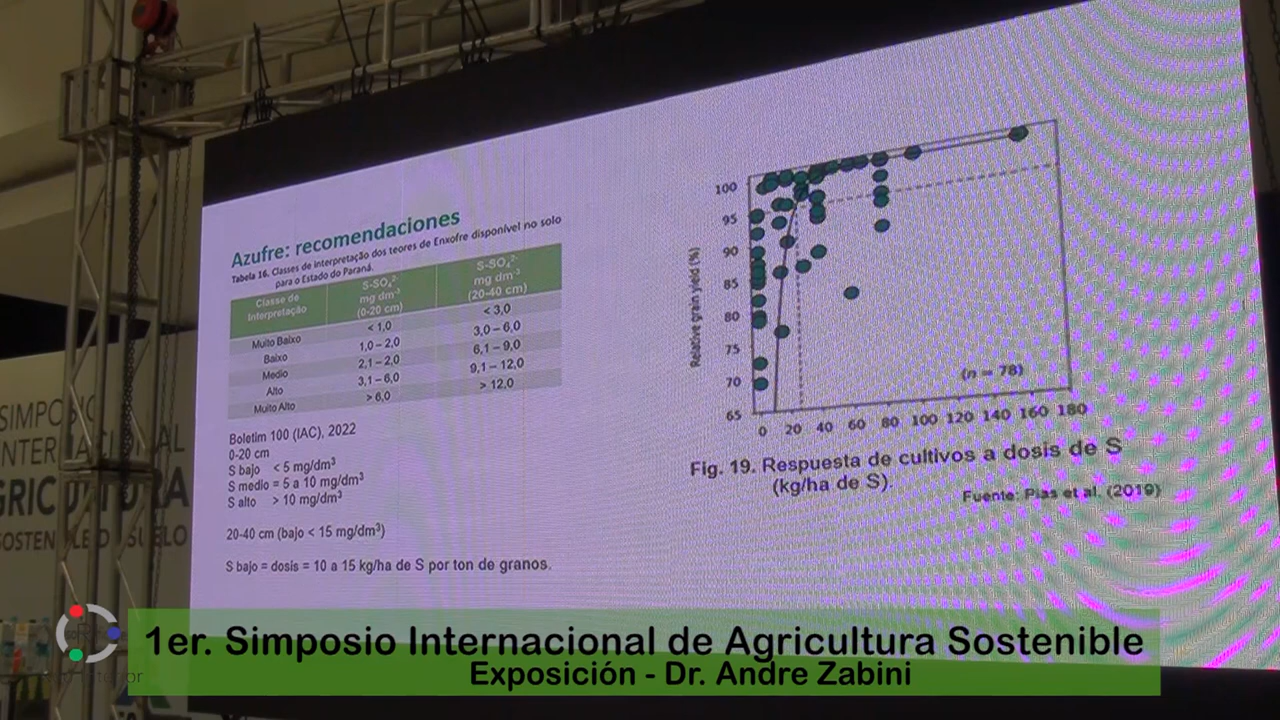 Azufre: recomendaciones
Tabela 16. Classes de interpretação dos teores de Enxofre disponível no solo
para o Estado do Paraná.
Classe de Interpretação S-SO₄²⁻ mg dm⁻³ (0-20 cm) S-SO₄²⁻ mg dm⁻³ (20-40 cm)
Muito Baixo < 1,0 < 3,0
Baixo 1,0 – 2,0 3,0 – 6,0
Medio 2,1 – 2,0 6,1 – 9,0
Alto 3,1 – 6,0 9,1 – 12,0
Muito Alto > 6,0 > 12,0
Boletim 100 (IAC), 2022
0-20 cm
S bajo < 5 mg/dm³
S medio = 5 a 10 mg/dm³
S alto > 10 mg/dm³
20-40 cm (bajo < 15 mg/dm³)
S bajo = dosis = 10 a 15 kg/ha de S por ton de granos.
Relative grain yield (%)
100
95
90
85
80
75
70
65
0 20 40 60 80 100 120 140 160 180
(n = 78)
Fig. 19. Respuesta de cultivos a dosis de S
(kg/ha de S).
Fuente: Pias et al. (2019)
SIMPOSIO
SUELO
1er. Simposio Internacional de Agricultura Sostenible
Exposición - Dr. Andre Zabini